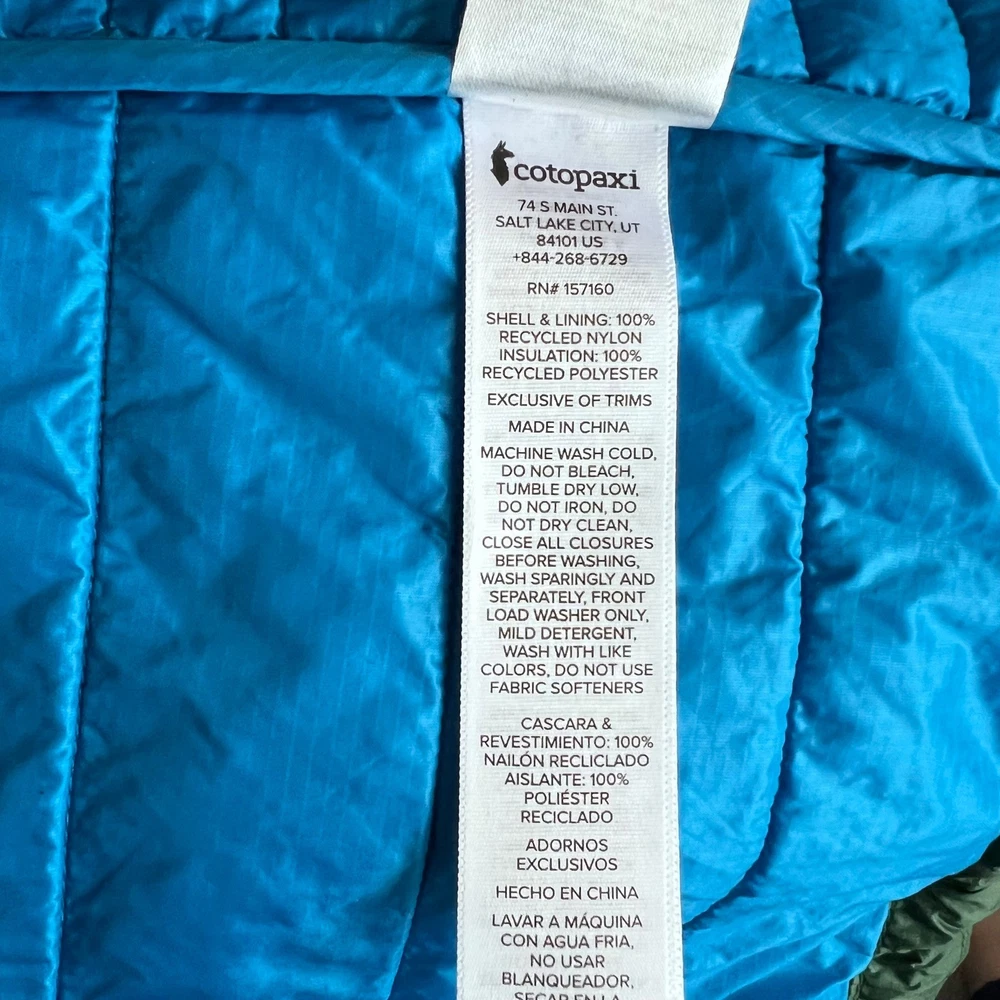 cotopaxi
74 S MAIN ST.
SALT LAKE CITY, UT
84101 US
+844-268-6729
RN# 157160
SHELL & LINING: 100%
RECYCLED NYLON
INSULATION: 100%
RECYCLED POLYESTER
EXCLUSIVE OF TRIMS
MADE IN CHINA
MACHINE WASH COLD,
DO NOT BLEACH,
TUMBLE DRY LOW,
DO NOT IRON, DO
NOT DRY CLEAN,
CLOSE ALL CLOSURES
BEFORE WASHING,
WASH SPARINGLY AND
SEPARATELY, FRONT
LOAD WASHER ONLY,
MILD DETERGENT,
WASH WITH LIKE
COLORS, DO NOT USE
FABRIC SOFTENERS
CASCARA &
REVESTIMIENTO: 100%
NAILÓN RECICLADO
AISLANTE: 100%
POLIÉSTER
RECICLADO
ADORNOS
EXCLUSIVOS
HECHO EN CHINA
LAVAR A MÁQUINA
CON AGUA FRIA,
NO USAR
BLANQUEADOR,
SECAR EN LA